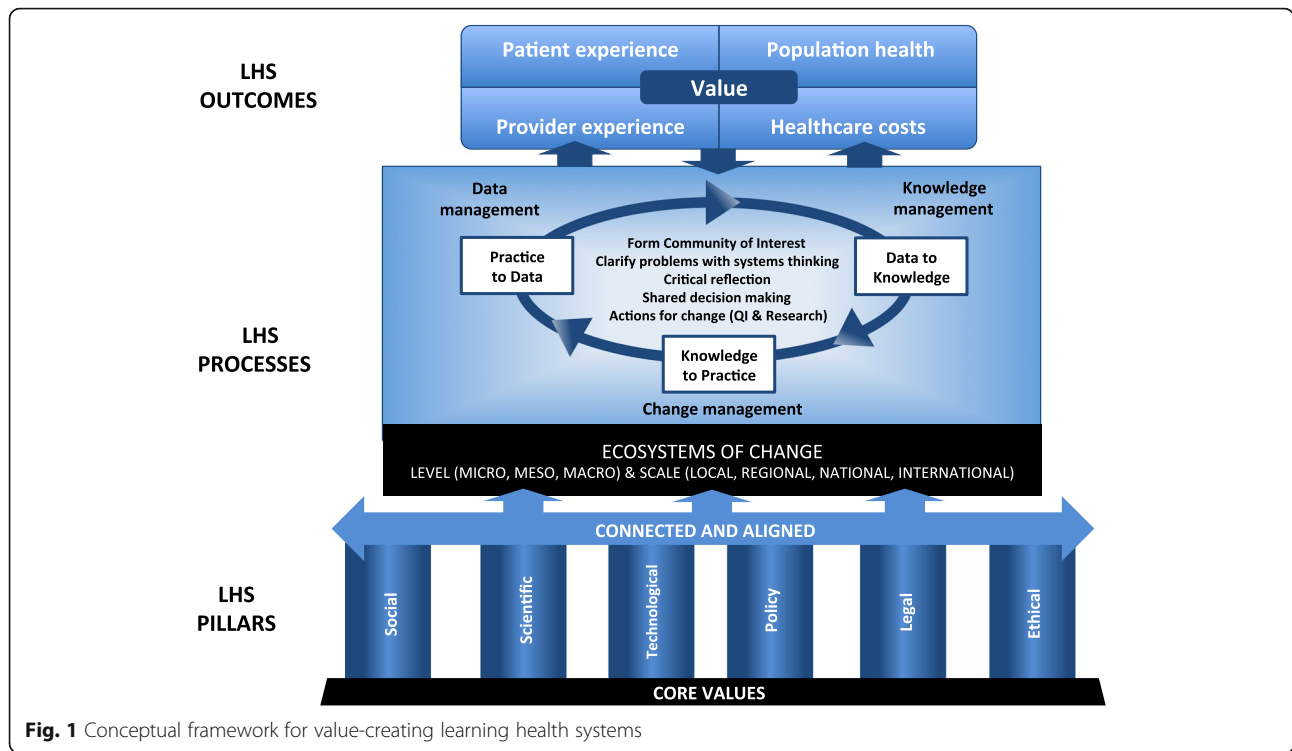 LHS
OUTCOMES
Patient experience
Population health
Value
Provider experience
Healthcare costs
LHS
PROCESSES
Data
management
Knowledge
management
Practice
to Data
Form Community of Interest
Clarify problems with systems thinking
Critical reflection
Shared decision making
Actions for change (QI & Research)
Data to
Knowledge
Knowledge
to Practice
Change management
ECOSYSTEMS OF CHANGE
LEVEL (MICRO, MESO, MACRO) & SCALE (LOCAL, REGIONAL, NATIONAL, INTERNATIONAL)
CONNECTED AND ALIGNED
LHS
PILLARS
Social
Scientific
Technological
Policy
Legal
Ethical
CORE VALUES
Fig. 1 Conceptual framework for value-creating learning health systems